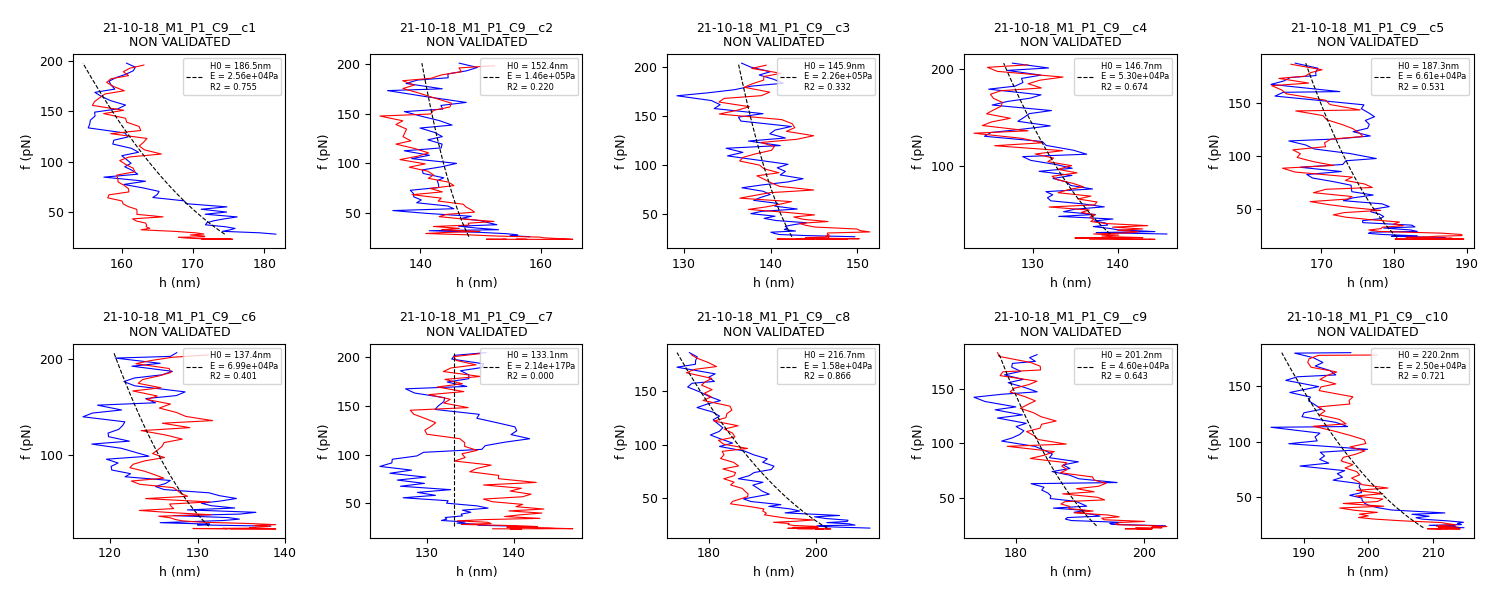 21-10-18_M1_P1_C9__c1
NON VALIDATED
200
150
100
50
f (pN)
160
170
180
h (nm)
H0 = 186.5nm
E = 2.56e+04Pa
R2 = 0.755
21-10-18_M1_P1_C9__c2
NON VALIDATED
200
150
100
50
f (pN)
140
160
h (nm)
H0 = 152.4nm
E = 1.46e+05Pa
R2 = 0.220
21-10-18_M1_P1_C9__c3
NON VALIDATED
200
150
100
50
f (pN)
130
140
150
h (nm)
H0 = 145.9nm
E = 2.26e+05Pa
R2 = 0.332
21-10-18_M1_P1_C9__c4
NON VALIDATED
200
100
f (pN)
130
140
h (nm)
H0 = 146.7nm
E = 5.30e+04Pa
R2 = 0.674
21-10-18_M1_P1_C9__c5
NON VALIDATED
150
100
50
f (pN)
170
180
190
h (nm)
H0 = 187.3nm
E = 6.61e+04Pa
R2 = 0.531
21-10-18_M1_P1_C9__c6
NON VALIDATED
200
100
f (pN)
120
130
140
h (nm)
H0 = 137.4nm
E = 6.99e+04Pa
R2 = 0.401
21-10-18_M1_P1_C9__c7
NON VALIDATED
200
150
100
50
f (pN)
130
140
h (nm)
H0 = 133.1nm
E = 2.14e+17Pa
R2 = 0.000
21-10-18_M1_P1_C9__c8
NON VALIDATED
150
100
50
f (pN)
180
200
h (nm)
H0 = 216.7nm
E = 1.58e+04Pa
R2 = 0.866
21-10-18_M1_P1_C9__c9
NON VALIDATED
150
100
50
f (pN)
180
200
h (nm)
H0 = 201.2nm
E = 4.60e+04Pa
R2 = 0.643
21-10-18_M1_P1_C9__c10
NON VALIDATED
150
100
50
f (pN)
190
200
210
h (nm)
H0 = 220.2nm
E = 2.50e+04Pa
R2 = 0.721